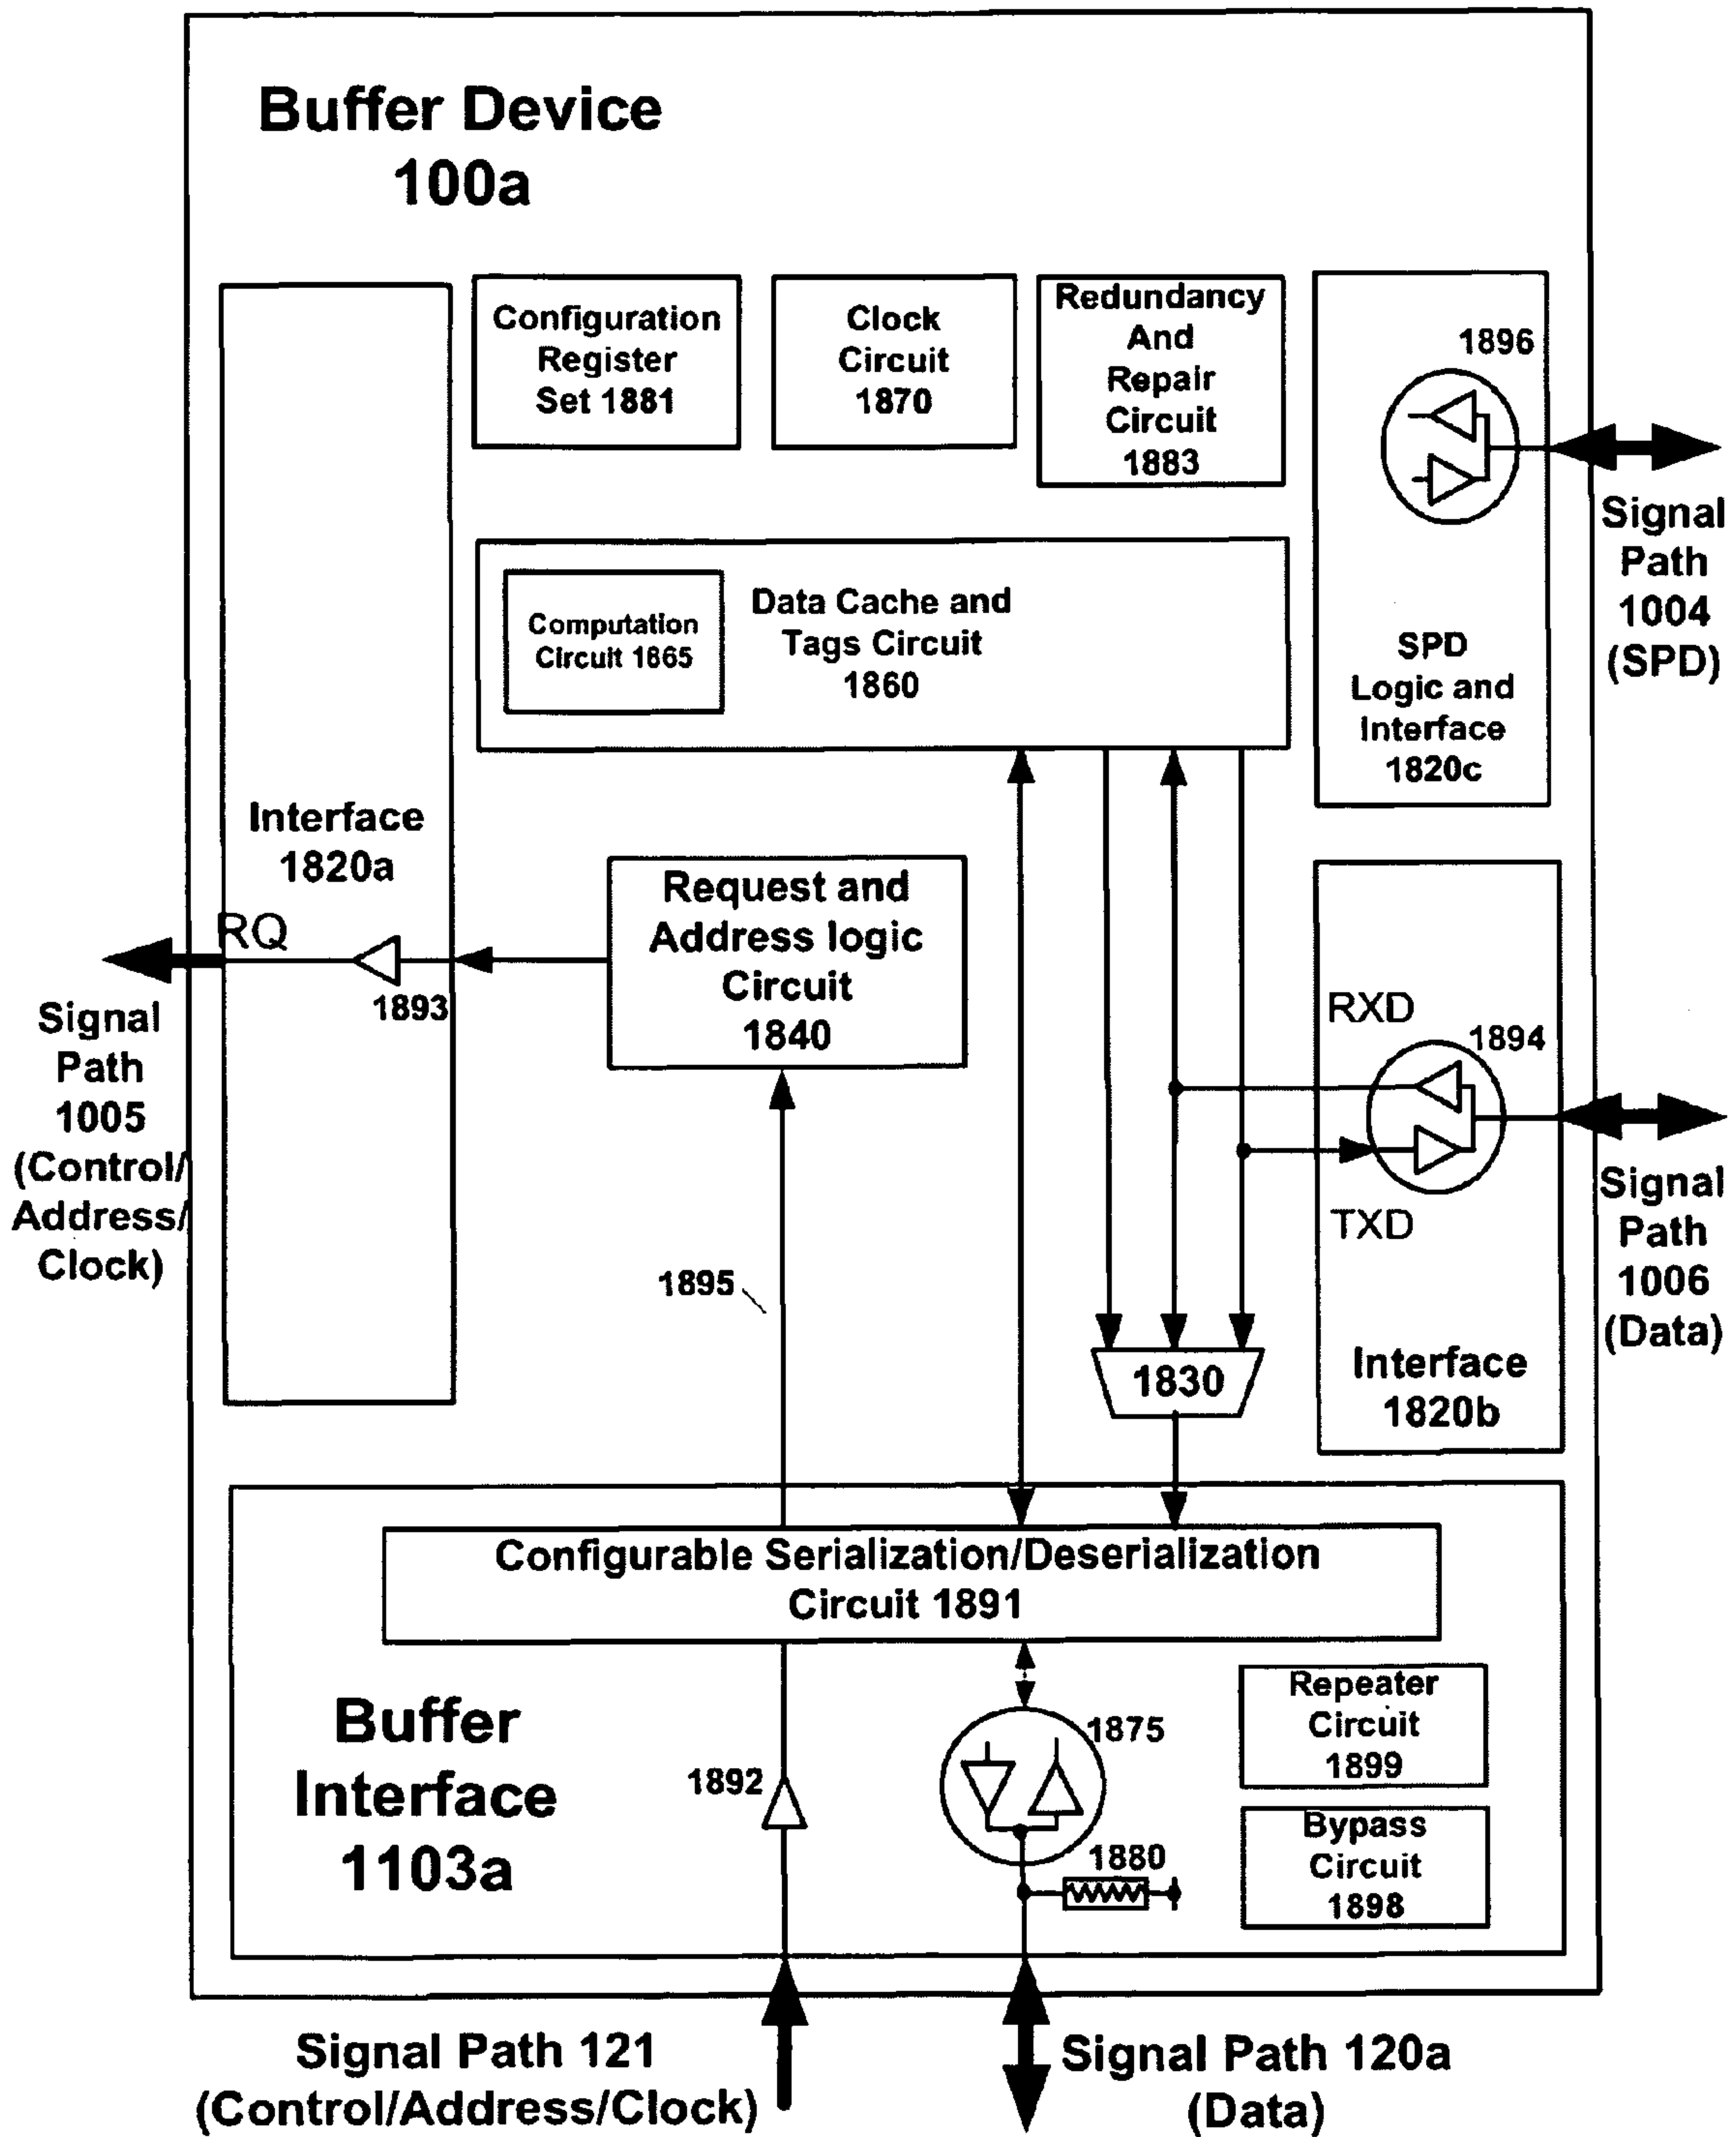 Buffer Device
100a
Configuration
Register
Set 1881
Clock
Circuit
1870
Redundancy
And
Repair
Circuit
1883
1896
SPD
Logic and
Interface
1820c
Signal
Path
1004
(SPD)
Computation
Circuit 1865
Data Cache and
Tags Circuit
1860
Interface
1820a
RQ
1893
Signal
Path
1005
(Control/
Address/
Clock)
Request and
Address logic
Circuit
1840
RXD
1894
TXD
Interface
1820b
Signal
Path
1006
(Data)
1895
1830
Configurable Serialization/Deserialization
Circuit 1891
Buffer
Interface
1103a
1892
1875
1880
Repeater
Circuit
1899
Bypass
Circuit
1898
Signal Path 121
(Control/Address/Clock)
Signal Path 120a
(Data)